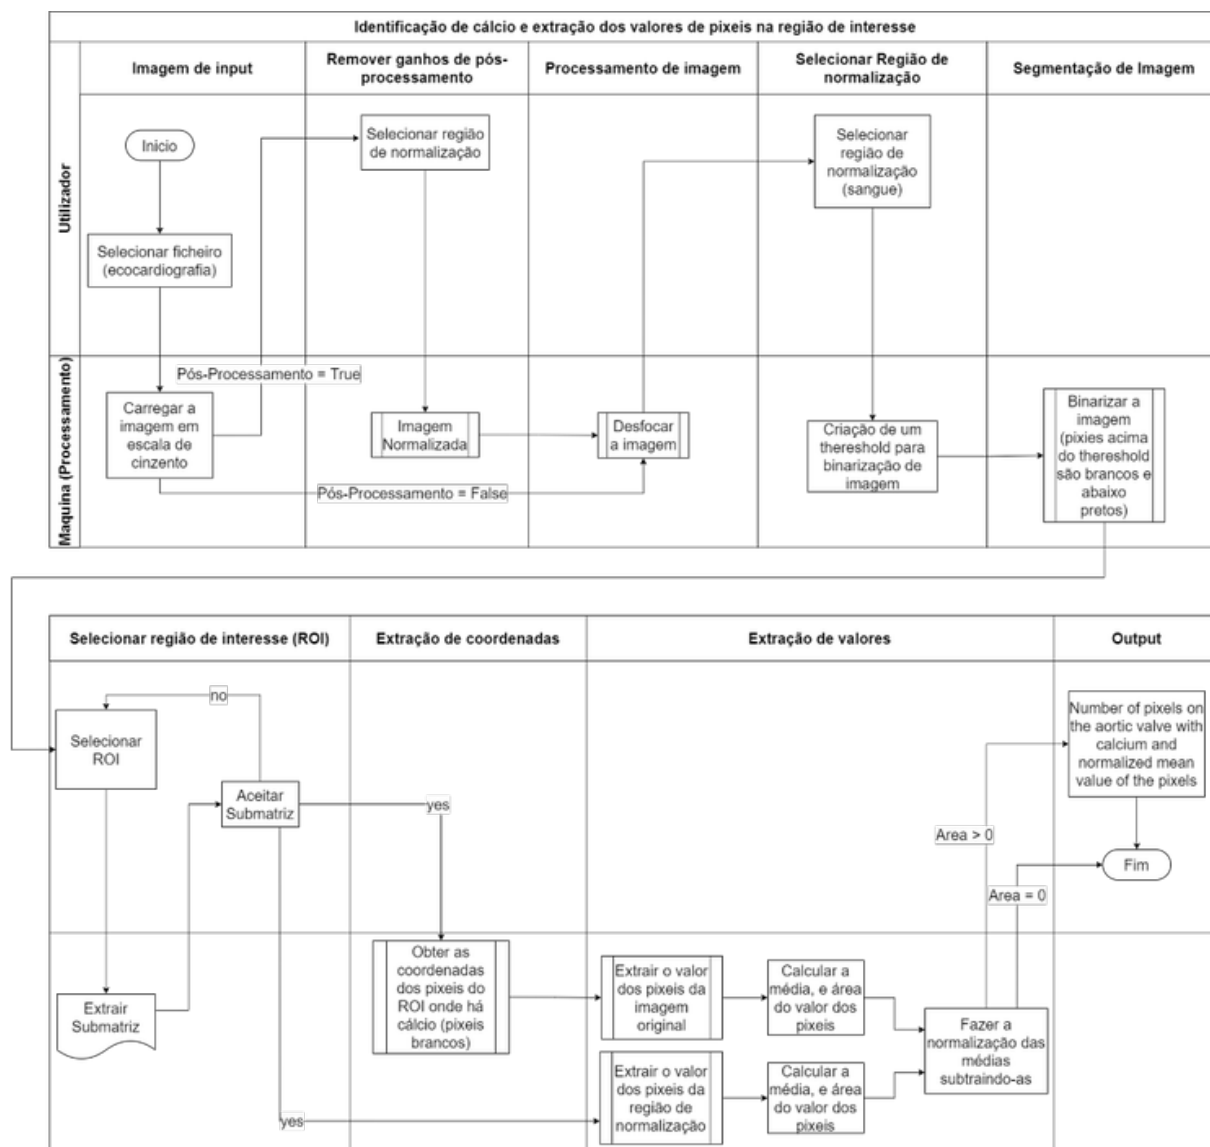 Identificação de cálcio e extração dos valores de pixeis na região de interesse
Imagem de input
Remover ganhos de pós-
processamento
Processamento de imagem
Selecionar Região de
normalização
Segmentação de Imagem
Utilizador
Inicio
Selecionar ficheiro
(ecocardiografia)
Selecionar região
de normalização
Selecionar
região de
normalização
(sangue)
Maquina (Processamento)
Pós-Processamento = True
Carregar a
imagem em
escala de
cinzento
Imagem
Normalizada
Desfocar
a imagem
Pós-Processamento = False
Criação de um
thereshold para
binarização de
imagem
Binarizar a
imagem
(pixies acima
do thereshold
são brancos e
abaixo
pretos)
Selecionar região de interesse (ROI)
Extração de coordenadas
Extração de valores
Output
no
Selecionar
ROI
Aceitar
Submatriz
yes
Number of pixels on
the aortic valve with
calcium and
normalized mean
value of the pixels
Area > 0
Fim
Area = 0
Extrair
Submatriz
Obter as
coordenadas
dos pixeis do
ROI onde há
cálcio (pixeis
brancos)
Extrair o valor
dos pixeis da
imagem
original
Calcular a
média, e área
do valor dos
pixeis
Fazer a
normalização das
médias
subtraindo-as
yes
Extrair o valor
dos pixeis da
região de
normalização
Calcular a
média, e área
do valor dos
pixeis